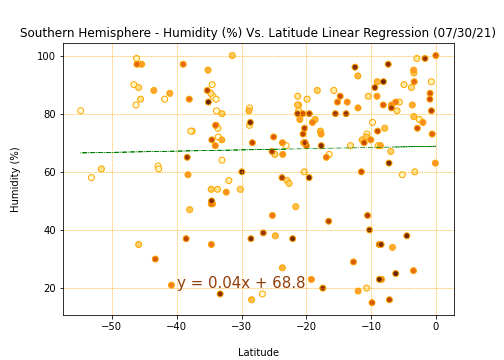 Southern Hemisphere - Humidity (%) Vs. Latitude Linear Regression (07/30/21)
100
80
60
40
20
Humidity (%)
y = 0.04x + 68.8
−50
−40
−30
−20
−10
0
Latitude